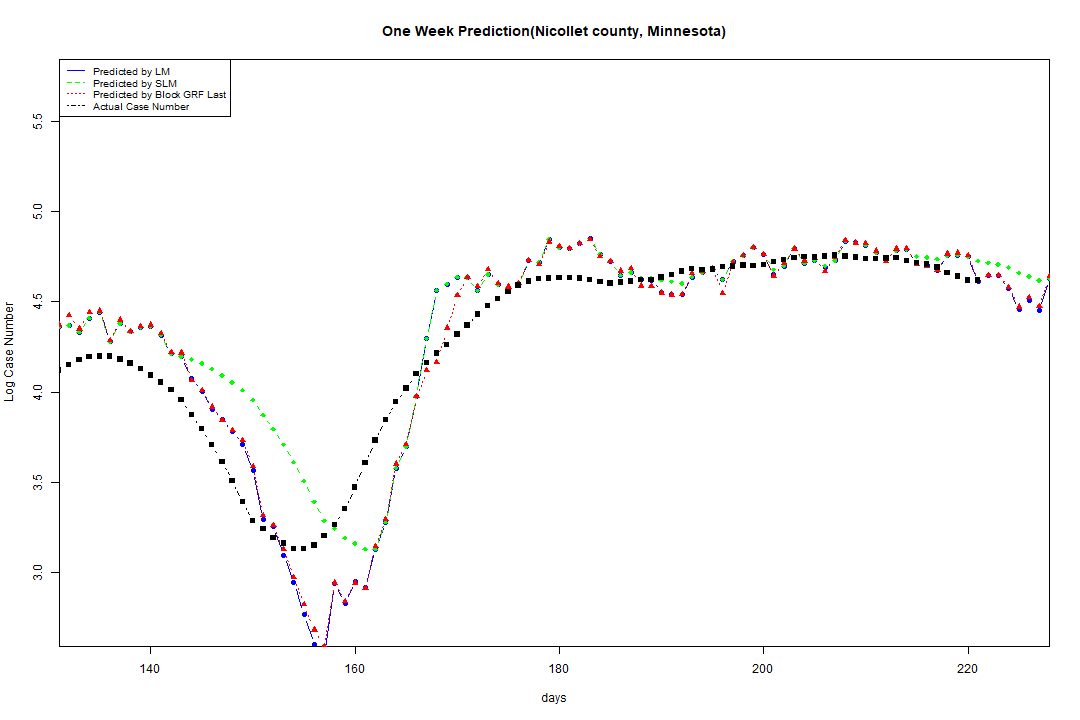 One Week Prediction(Nicollet county, Minnesota)
Predicted by LM
Predicted by SLM
Predicted by Block GRF Last
Actual Case Number
Log Case Number
5.5
5.0
4.5
4.0
3.5
3.0
140 160 180 200 220
days